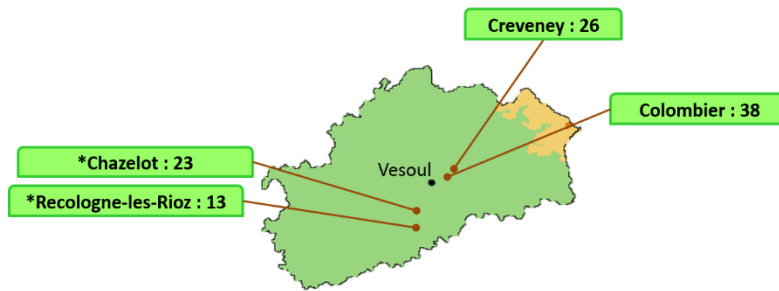 Creveney : 26
Colombier : 38
*Chazelot : 23
Vesoul
*Recologne-les-Rioz : 13